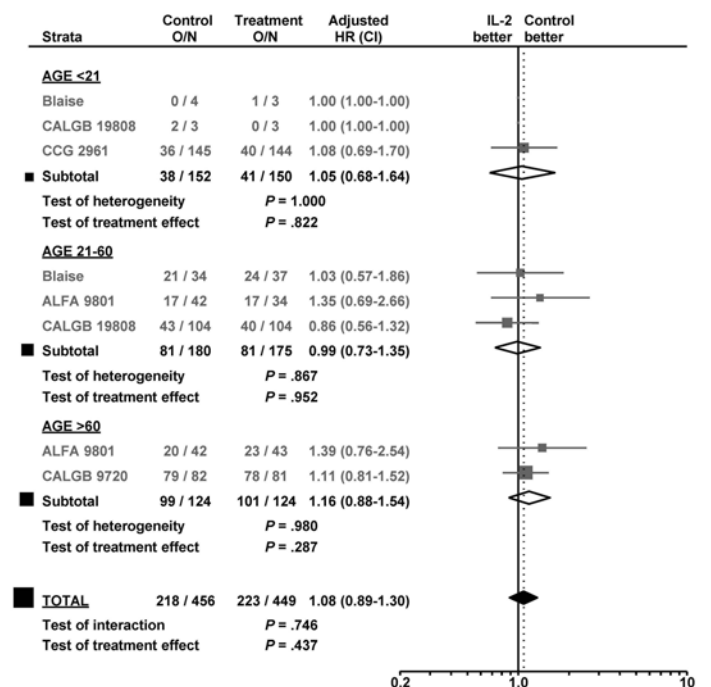 Control Treatment Adjusted IL-2 Control
Strata O/N O/N HR (CI) better better
AGE <21
Blaise 0 / 4 1 / 3 1.00 (1.00-1.00)
CALGB 19808 2 / 3 0 / 3 1.00 (1.00-1.00)
CCG 2961 36 / 145 40 / 144 1.08 (0.69-1.70)
Subtotal 38 / 152 41 / 150 1.05 (0.68-1.64)
Test of heterogeneity P = 1.000
Test of treatment effect P = .822
AGE 21-60
Blaise 21 / 34 24 / 37 1.03 (0.57-1.86)
ALFA 9801 17 / 42 17 / 34 1.35 (0.69-2.66)
CALGB 19808 43 / 104 40 / 104 0.86 (0.56-1.32)
Subtotal 81 / 180 81 / 175 0.99 (0.73-1.35)
Test of heterogeneity P = .867
Test of treatment effect P = .952
AGE >60
ALFA 9801 20 / 42 23 / 43 1.39 (0.76-2.54)
CALGB 9720 79 / 82 78 / 81 1.11 (0.81-1.52)
Subtotal 99 / 124 101 / 124 1.16 (0.88-1.54)
Test of heterogeneity P = .980
Test of treatment effect P = .287
TOTAL 218 / 456 223 / 449 1.08 (0.89-1.30)
Test of interaction P = .746
Test of treatment effect P = .437
0.2 1.0 10